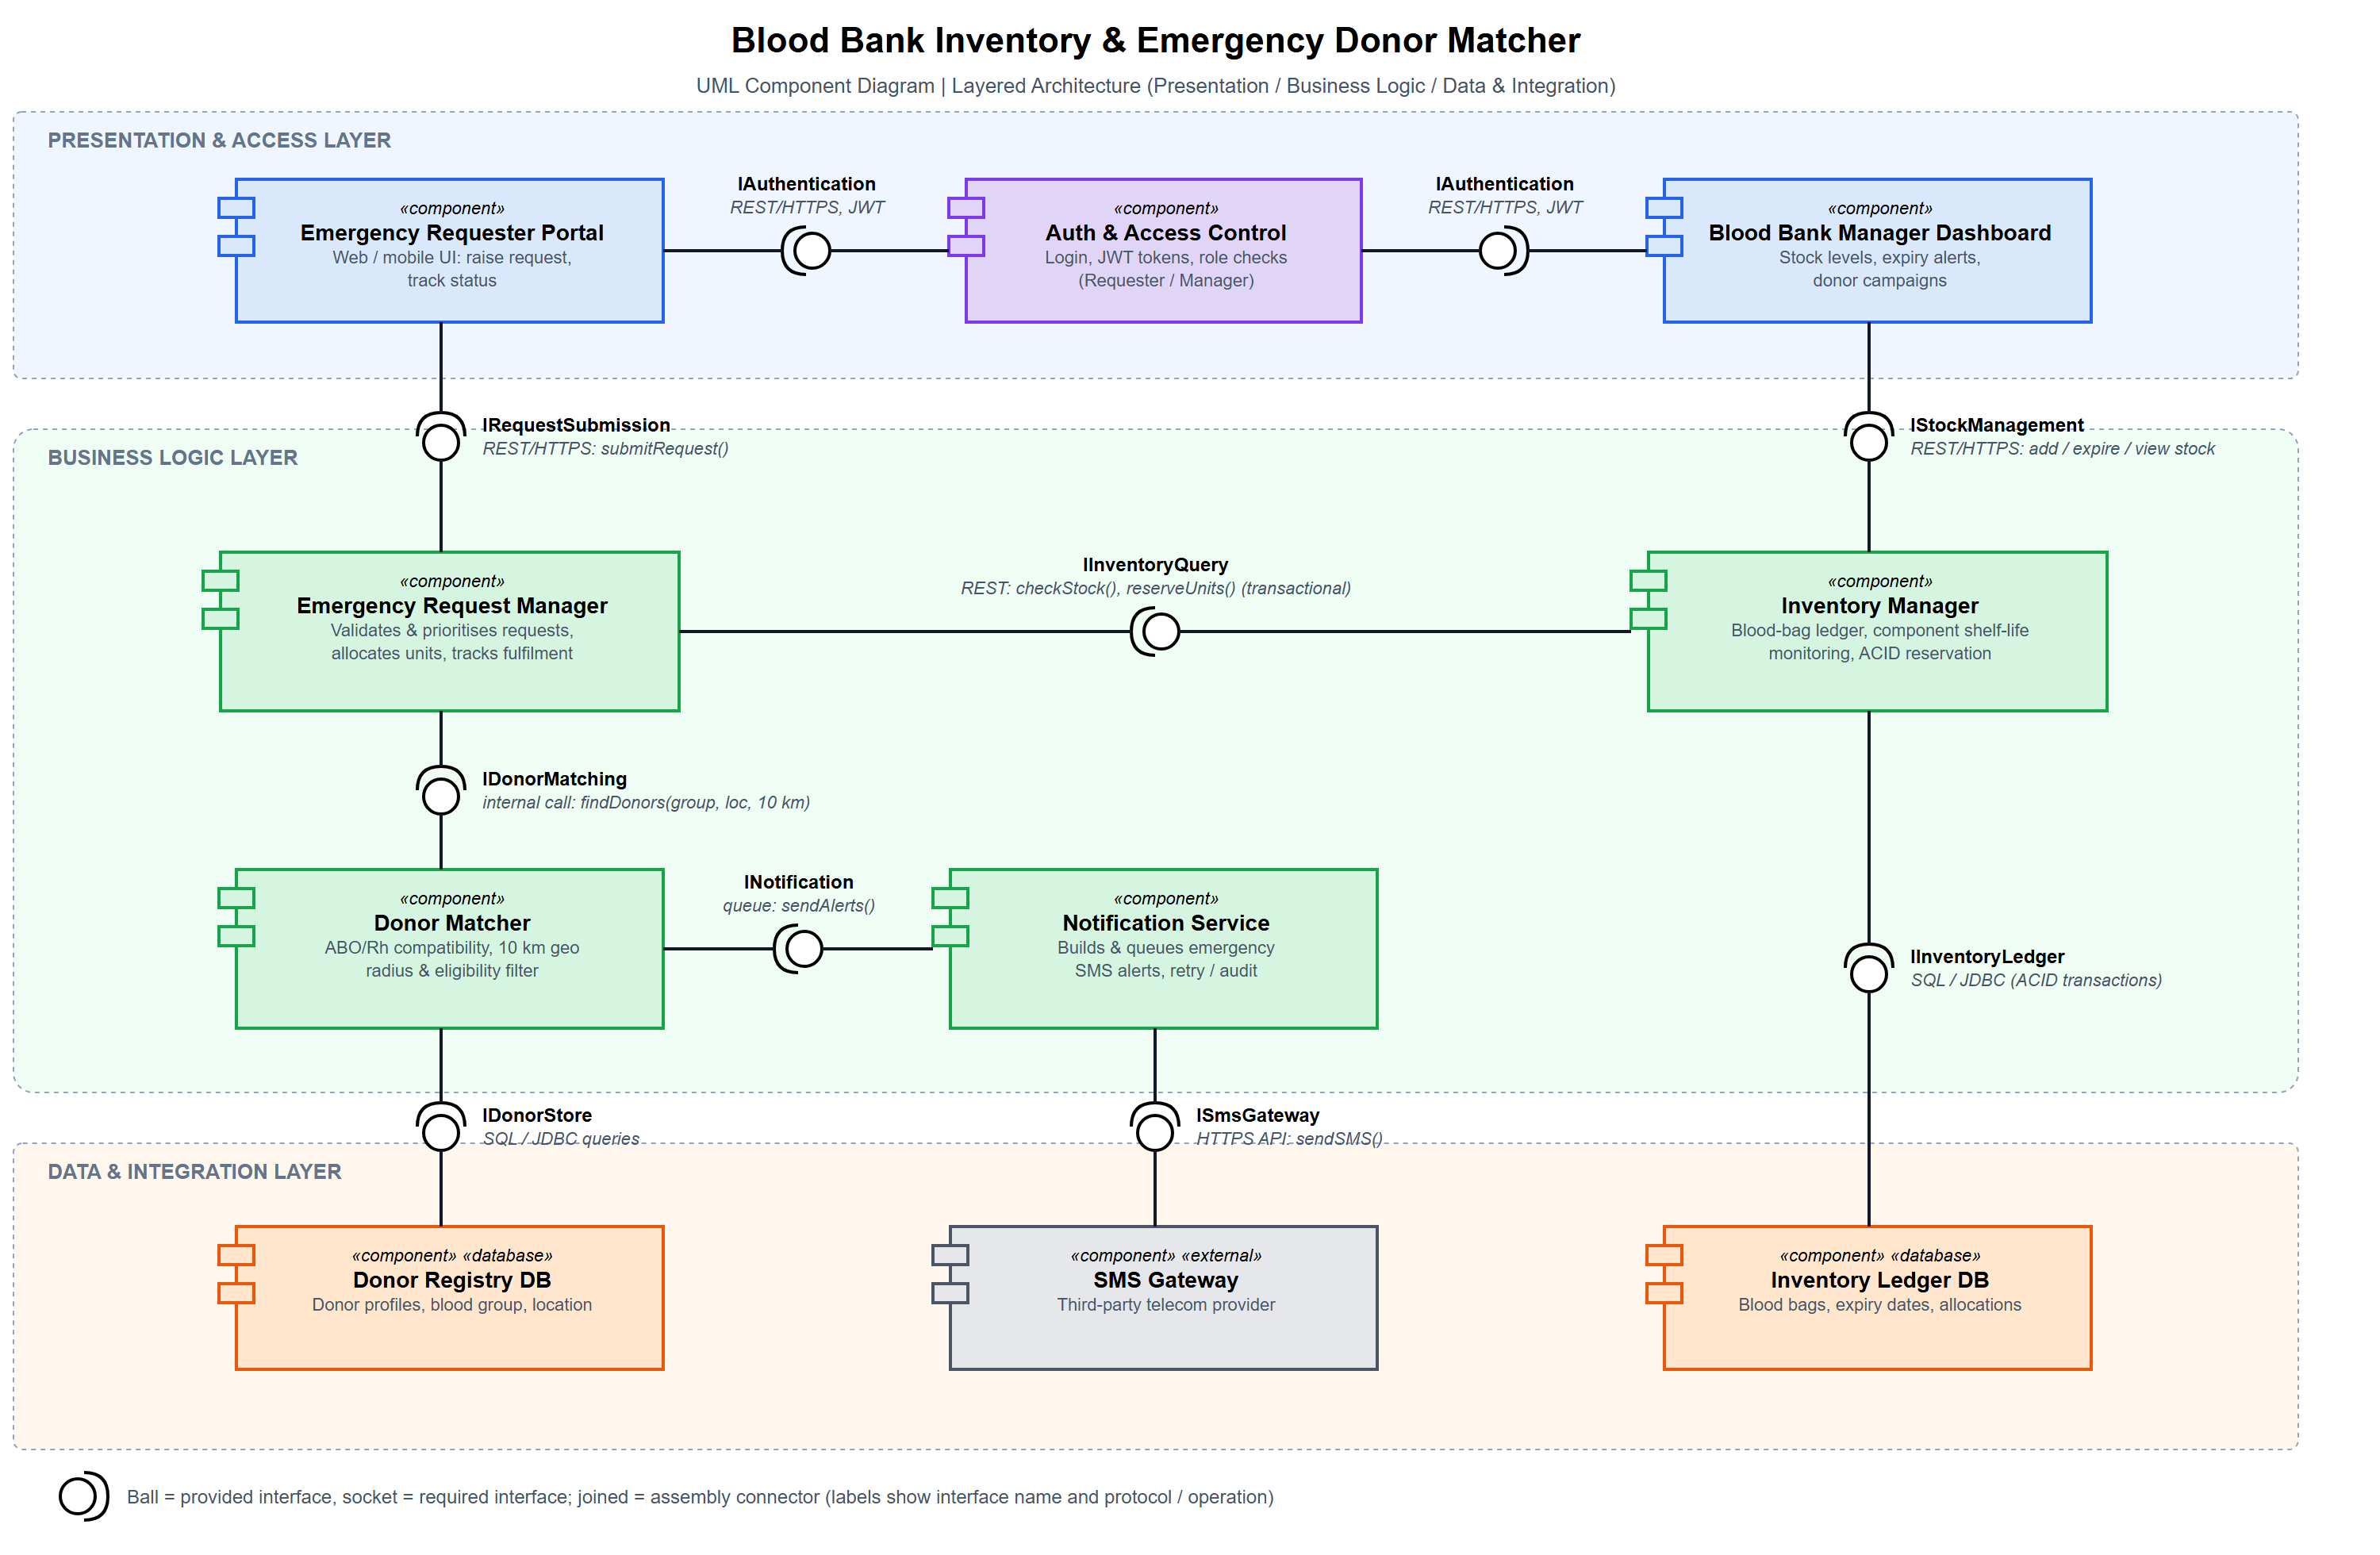 Blood Bank Inventory & Emergency Donor Matcher
UML Component Diagram | Layered Architecture (Presentation / Business Logic / Data & Integration)
PRESENTATION & ACCESS LAYER
«component»
Emergency Requester Portal
Web / mobile UI: raise request,
track status
IAuthentication
REST/HTTPS, JWT
«component»
Auth & Access Control
Login, JWT tokens, role checks
(Requester / Manager)
IAuthentication
REST/HTTPS, JWT
«component»
Blood Bank Manager Dashboard
Stock levels, expiry alerts,
donor campaigns
IRequestSubmission
REST/HTTPS: submitRequest()
IStockManagement
REST/HTTPS: add / expire / view stock
BUSINESS LOGIC LAYER
«component»
Emergency Request Manager
Validates & prioritises requests,
allocates units, tracks fulfilment
IInventoryQuery
REST: checkStock(), reserveUnits() (transactional)
«component»
Inventory Manager
Blood-bag ledger, component shelf-life
monitoring, ACID reservation
IDonorMatching
internal call: findDonors(group, loc, 10 km)
«component»
Donor Matcher
ABO/Rh compatibility, 10 km geo
radius & eligibility filter
INotification
queue: sendAlerts()
«component»
Notification Service
Builds & queues emergency
SMS alerts, retry / audit
IInventoryLedger
SQL / JDBC (ACID transactions)
IDonorStore
SQL / JDBC queries
ISmsGateway
HTTPS API: sendSMS()
DATA & INTEGRATION LAYER
«component» «database»
Donor Registry DB
Donor profiles, blood group, location
«component» «external»
SMS Gateway
Third-party telecom provider
«component» «database»
Inventory Ledger DB
Blood bags, expiry dates, allocations
Ball = provided interface, socket = required interface; joined = assembly connector (labels show interface name and protocol / operation)